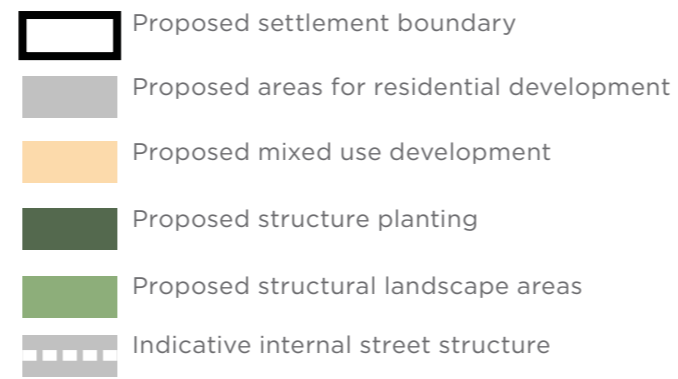 Proposed settlement boundary
Proposed areas for residential development
Proposed mixed use development
Proposed structure planting
Proposed structural landscape areas
Indicative internal street structure